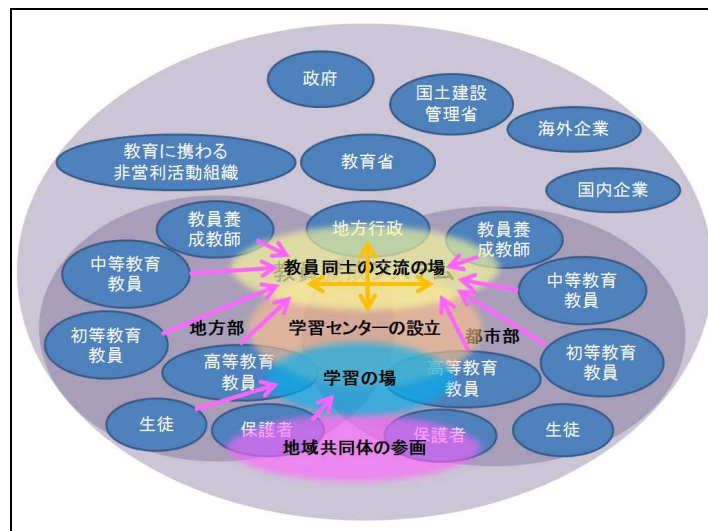 政府
国土建設
管理省
海外企業
教育に携わる
非営利活動組織
教育省
国内企業
教員養
成教師
地方行政
教員養
成教師
中等教育
教員
教員同士の交流の場
中等教育
教員
初等教育
教員
地方部
学習センターの設立
都市部
初等教育
教員
高等教育
教員
学習の場
高等教育
教員
生徒
保護者
地域共同体の参画
保護者
生徒